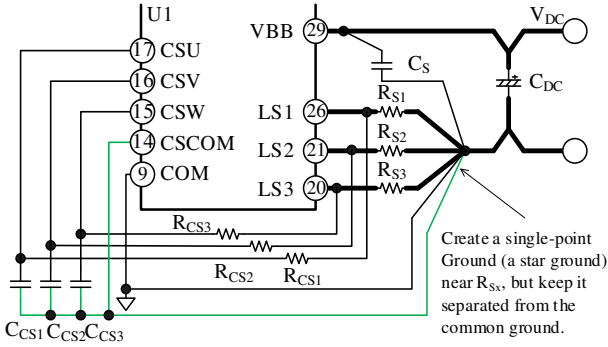 U1
VBB 29
VDC
17 CSU
CS
CDC
16 CSV
RS1
15 CSW
LS1 26
14 CSCOM
RS2
LS2 21
9 COM
RS3
LS3 20
RCS3
RCS2 RCS1
CCS1 CCS2 CCS3
Create a single-point
Ground (a star ground)
near RSx, but keep it
separated from the
common ground.